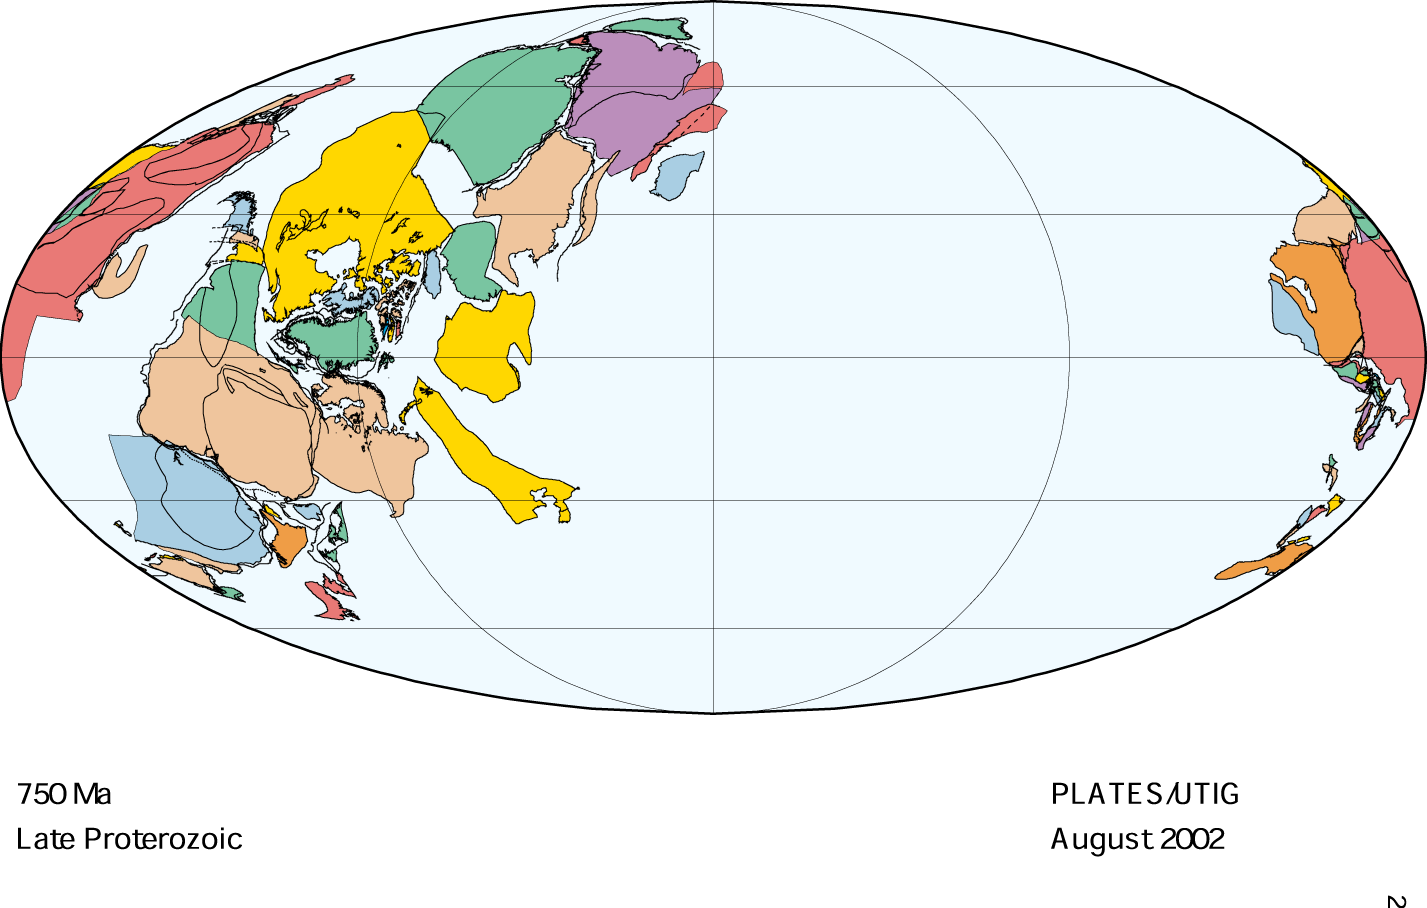 750 Ma
Late Proterozoic
PLATES/UTIG
August 2002
2